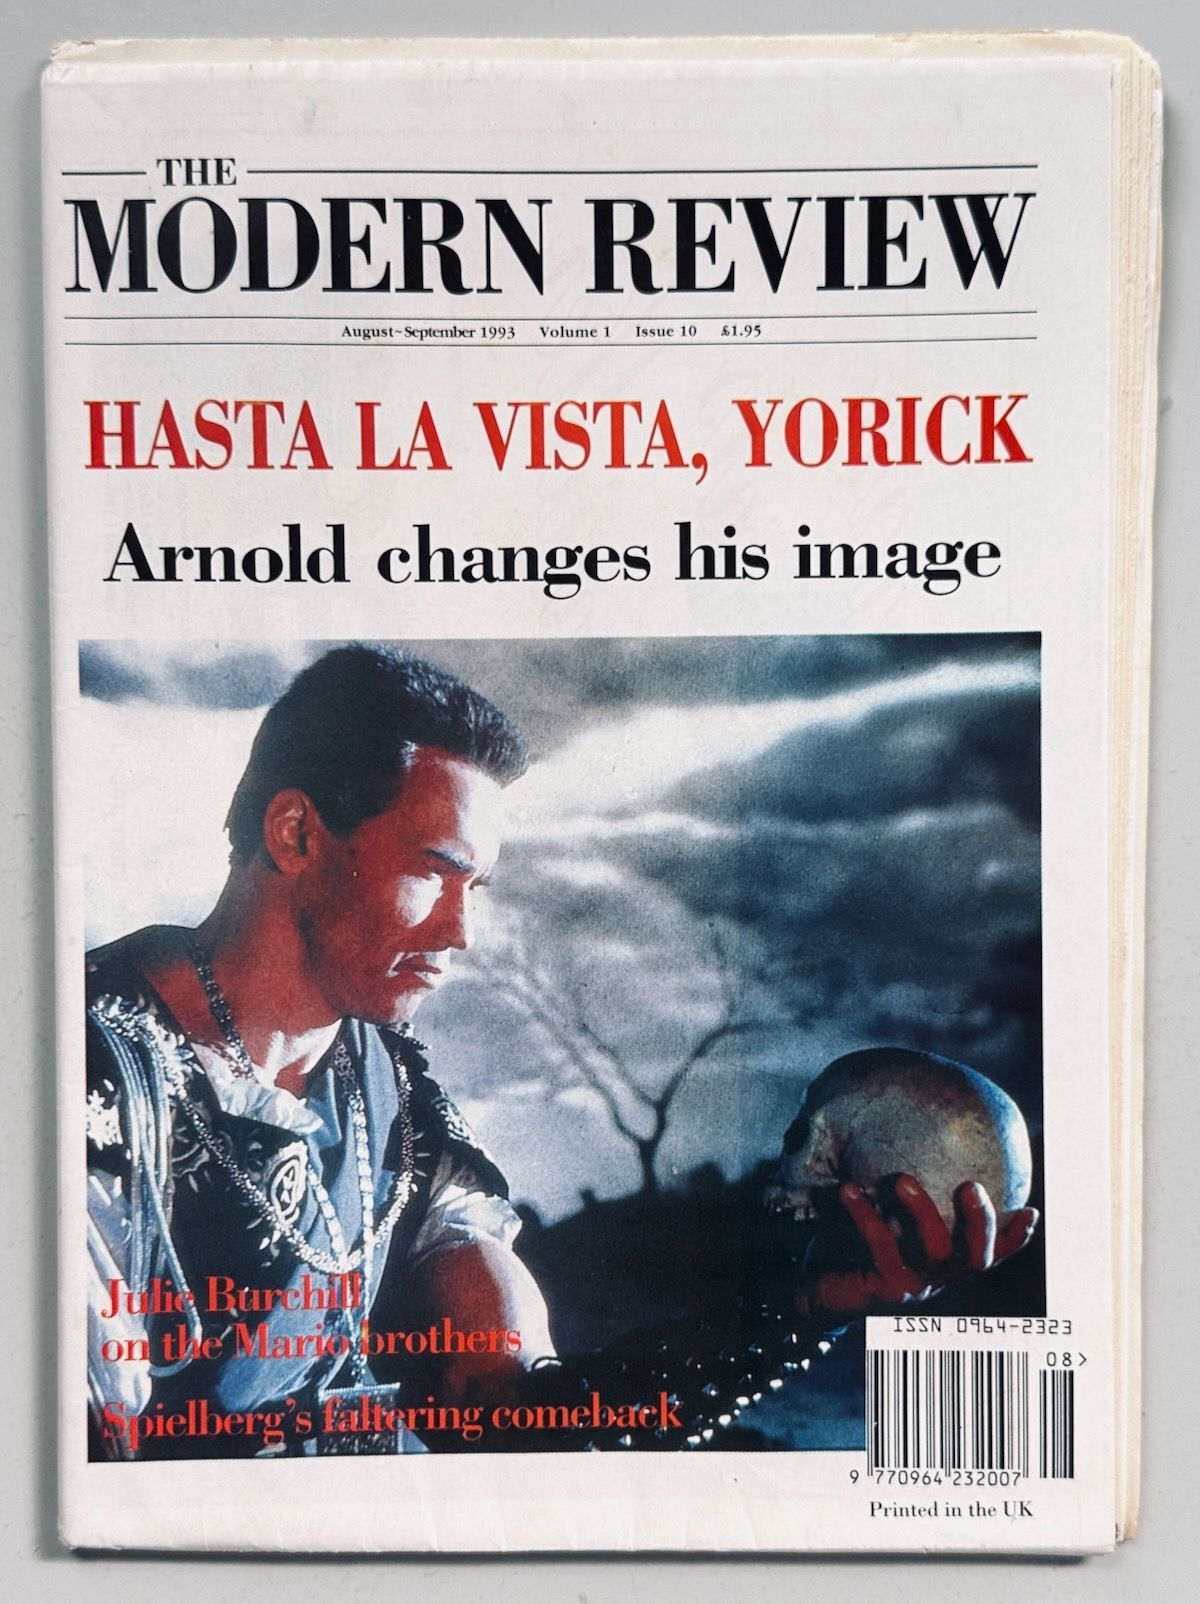 THE
MODERN REVIEW
August~September 1993 Volume 1 Issue 10 £1.95
HASTA LA VISTA, YORICK
Arnold changes his image
Julie Burchill
on the Mario brothers
Spielberg's faltering comeback
ISSN 0964-2323
08>
9 770964 232007
Printed in the UK